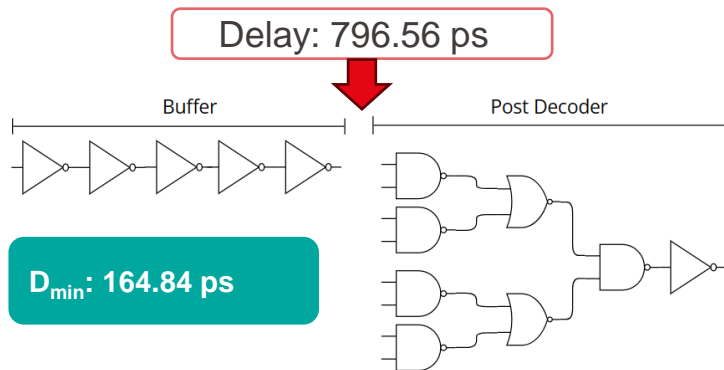 Delay: 796.56 ps
Buffer
Post Decoder
Dmin: 164.84 ps